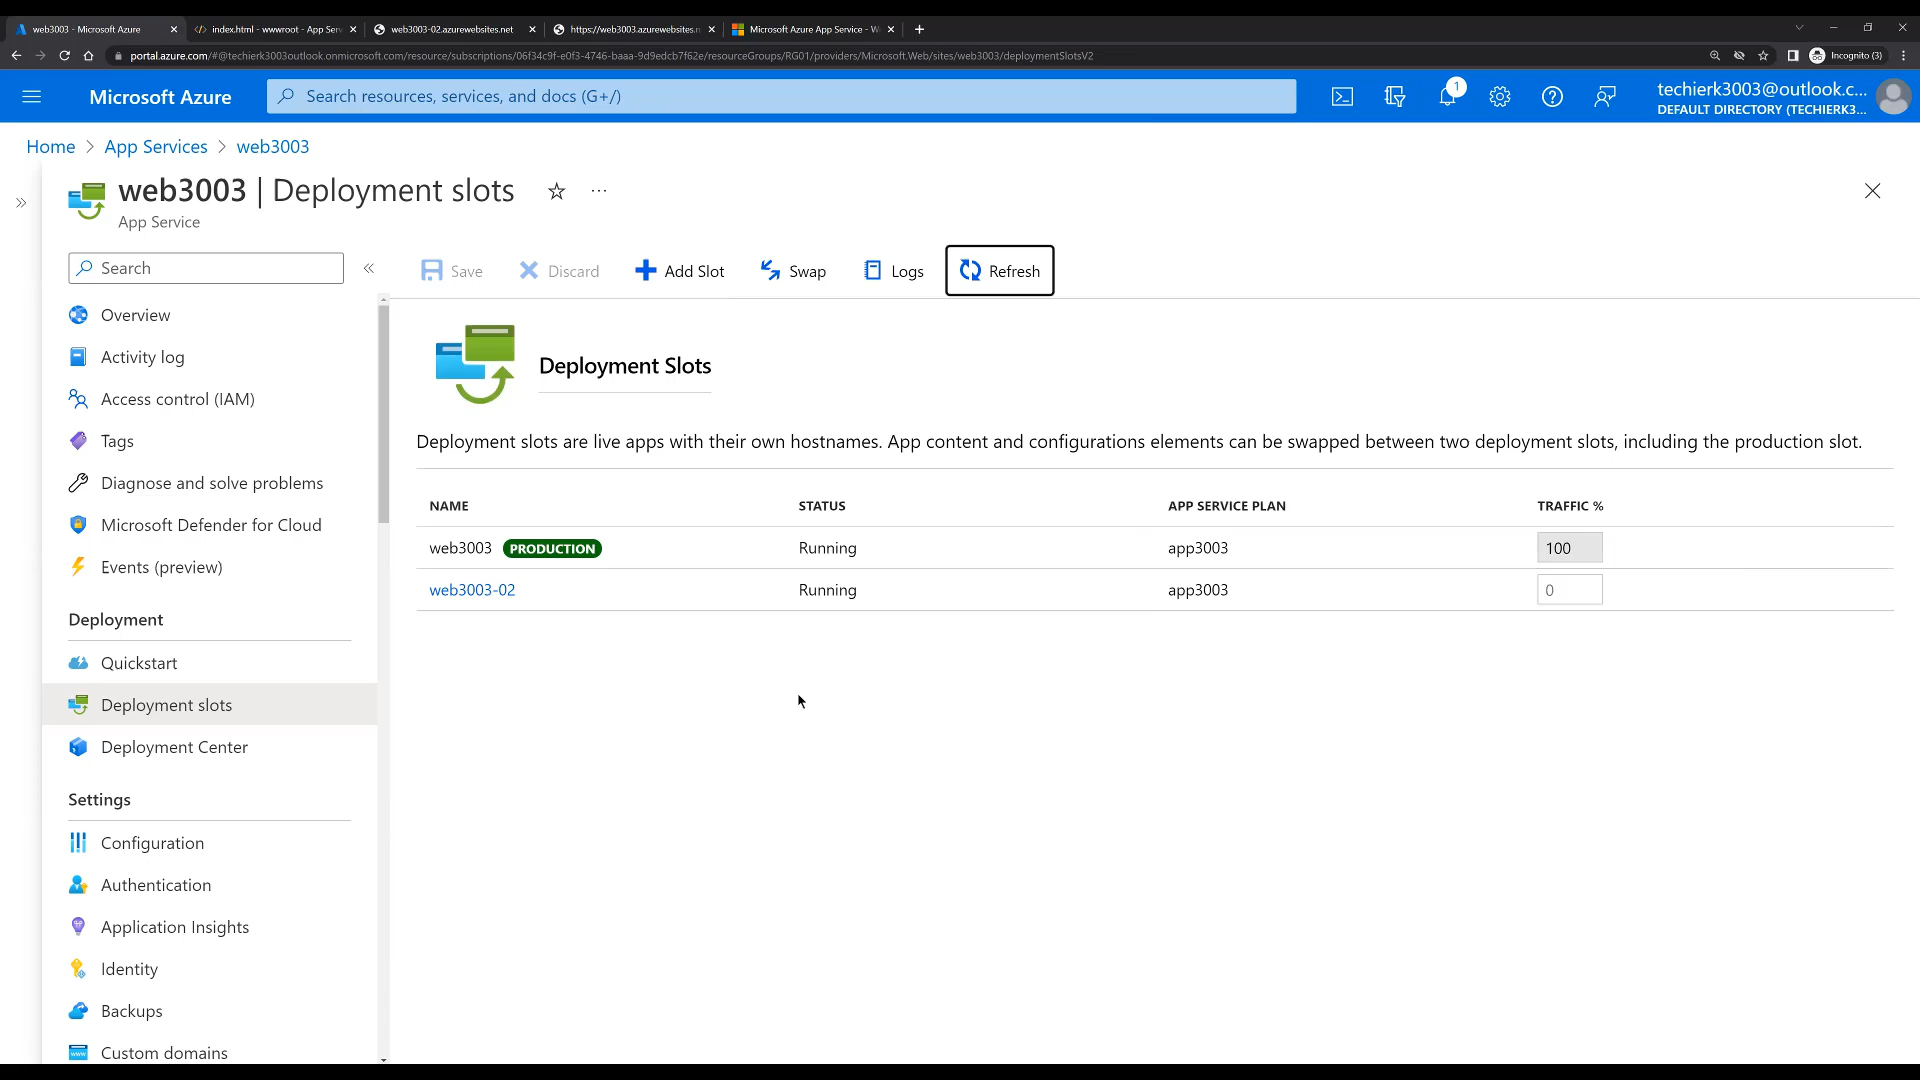 web3003 - Microsoft Azure
index.html - wwwroot - App Serv
web3003-02.azurewebsites.net
https://web3003.azurewebsites.n
Microsoft Azure App Service - W
portal.azure.com/#@techierk3003outlook.onmicrosoft.com/resource/subscriptions/06f34c9f-e0f3-4746-baaa-9d9edcb7f62e/resourceGroups/RG01/providers/Microsoft.Web/sites/web3003/deploymentSlotsV2
Incognito (3)
Microsoft Azure
Search resources, services, and docs (G+/)
1
techierk3003@outlook.c...
DEFAULT DIRECTORY (TECHIERK3...
Home > App Services > web3003
web3003 | Deployment slots
App Service
Search
Save
Discard
Add Slot
Swap
Logs
Refresh
Overview
Activity log
Access control (IAM)
Tags
Diagnose and solve problems
Microsoft Defender for Cloud
Events (preview)
Deployment
Quickstart
Deployment slots
Deployment Center
Settings
Configuration
Authentication
Application Insights
Identity
Backups
Custom domains
Deployment Slots
Deployment slots are live apps with their own hostnames. App content and configurations elements can be swapped between two deployment slots, including the production slot.
NAME STATUS APP SERVICE PLAN TRAFFIC %
web3003 PRODUCTION Running app3003 100
web3003-02 Running app3003 0